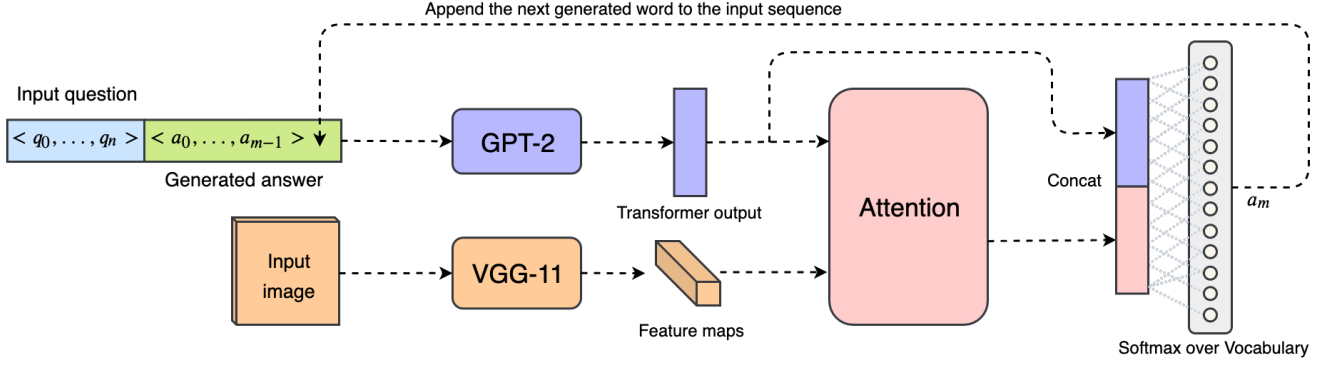 Append the next generated word to the input sequence
Input question
< q₀, . . . , qₙ > < a₀, . . . , aₘ₋₁ >
Generated answer
GPT-2
Transformer output
Attention
Concat
aₘ
Input
image
VGG-11
Feature maps
Softmax over Vocabulary